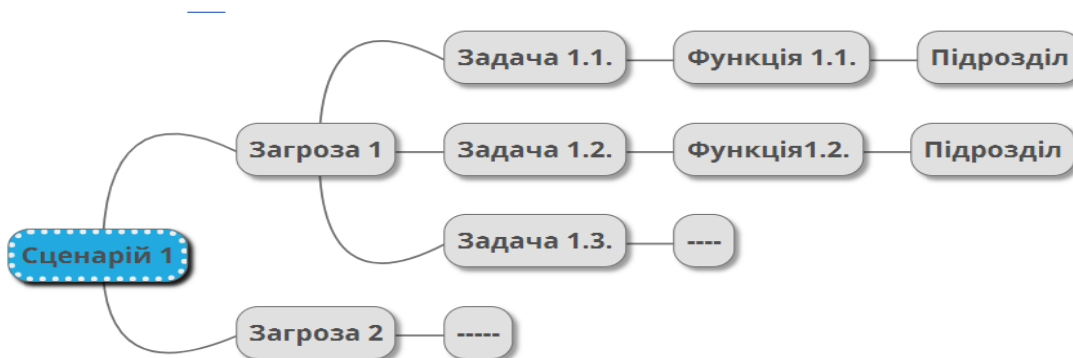 Задача 1.1.
Функція 1.1.
Підрозділ
Загроза 1
Задача 1.2.
Функція1.2.
Підрозділ
Задача 1.3.
----
Сценарій 1
Загроза 2
-----